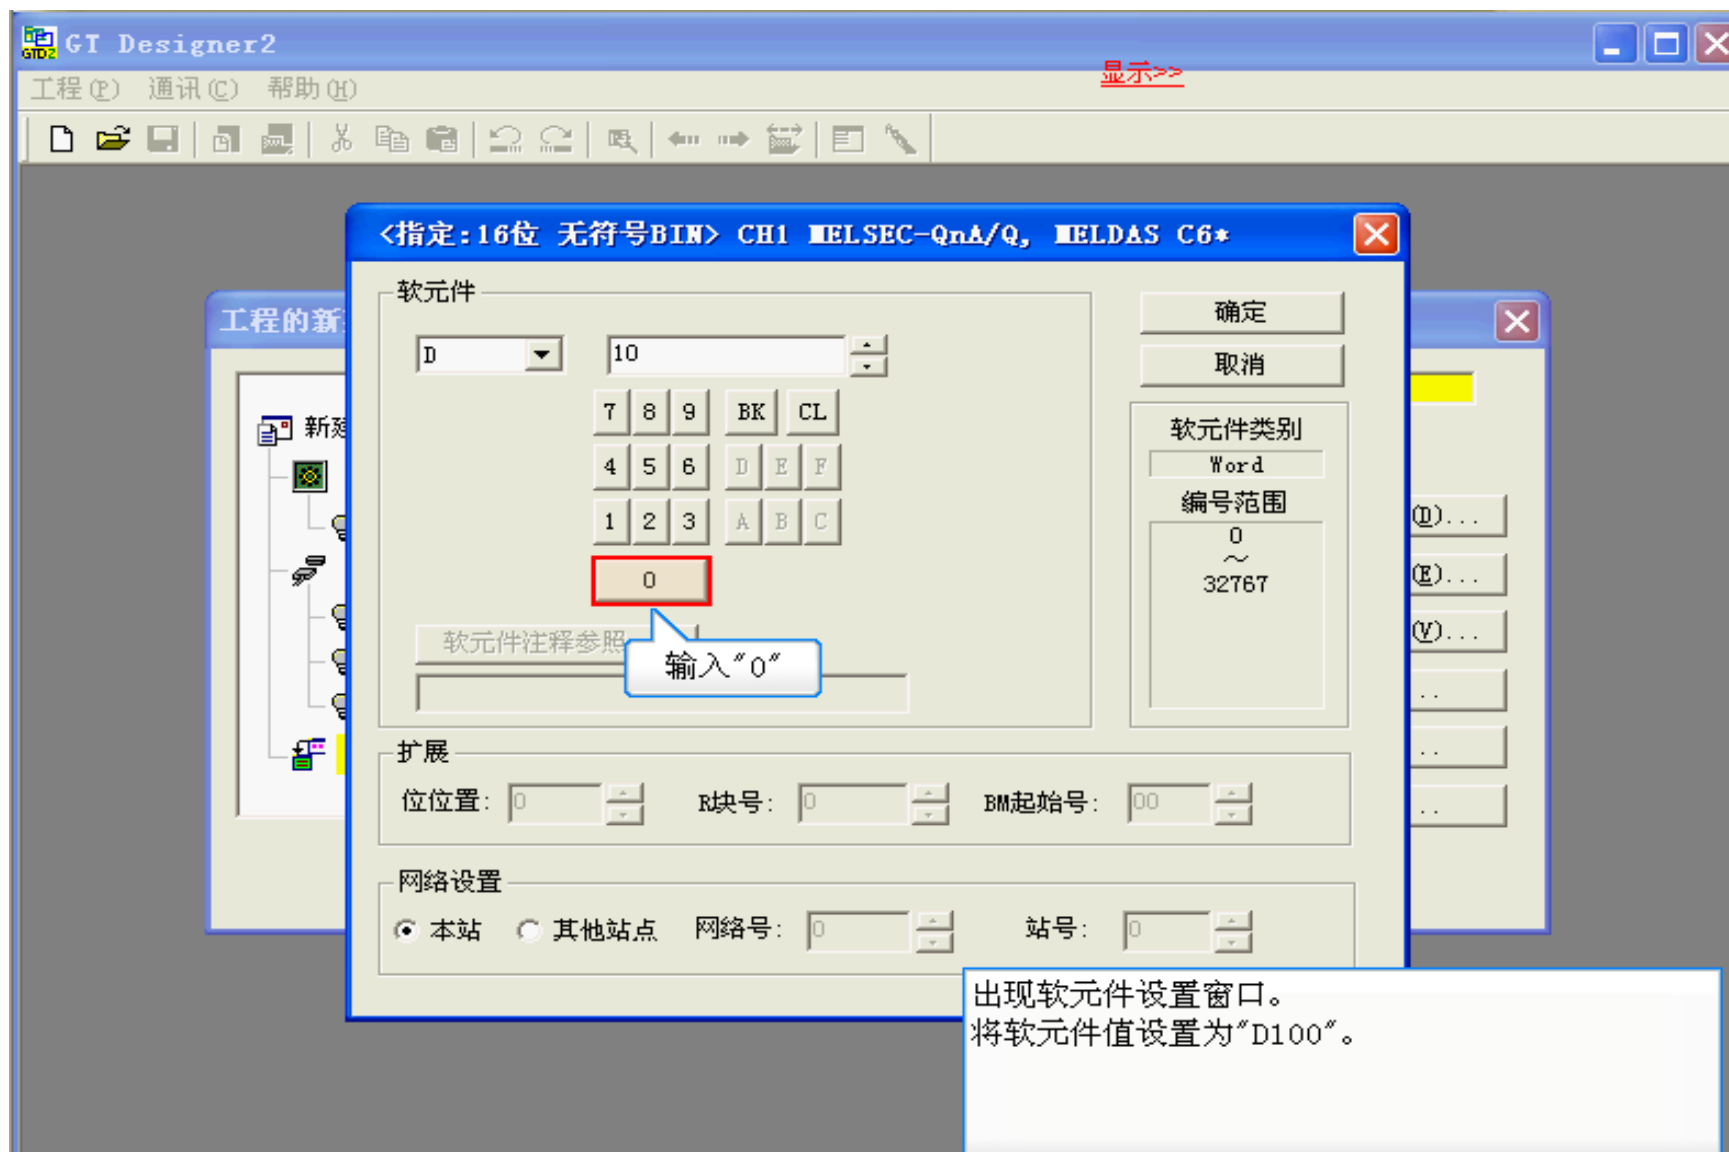 GT Designer2
工程(P) 通讯(C) 帮助(H)
显示>>
<指定:16位 无符号BIN> CH1 MELSEC-QnA/Q, MELDAS C6*
工程的新
新建
软元件
D
10
确定
取消
7 8 9 BK CL
4 5 6 D E F
1 2 3 A B C
0
输入"0"
软元件注释参照
软元件类别
Word
编号范围
0
～
32767
(D)...
(E)...
(V)...
..
..
..
扩展
位位置: 0 R块号: 0 BM起始号: 00
网络设置
本站 其他站点 网络号: 0 站号: 0
出现软元件设置窗口。
将软元件值设置为"D100"。